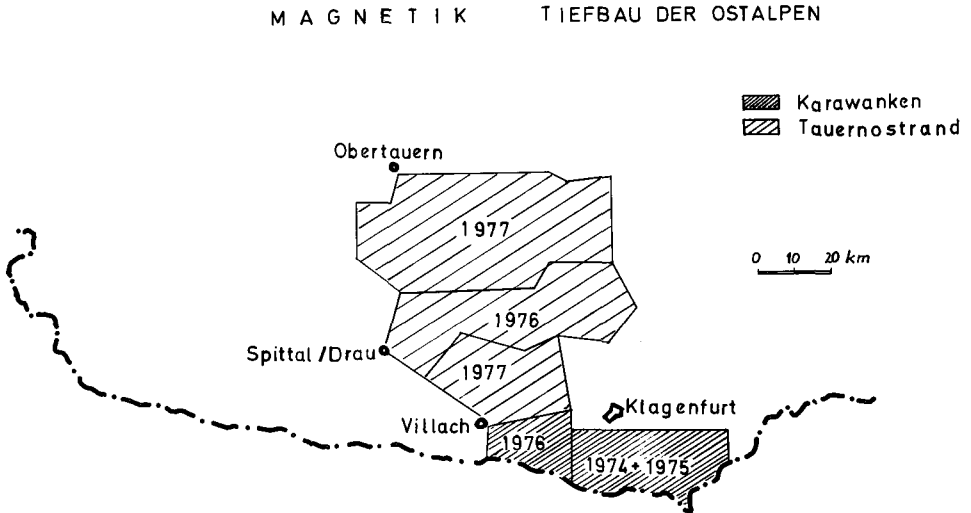 MAGNETIK TIEFBAU DER OSTALPEN
Karawanken
Tauernostrand
Obertauern
1977
0 10 20 km
1976
Spittal/Drau
1977
Klagenfurt
Villach
1976
1974+1975